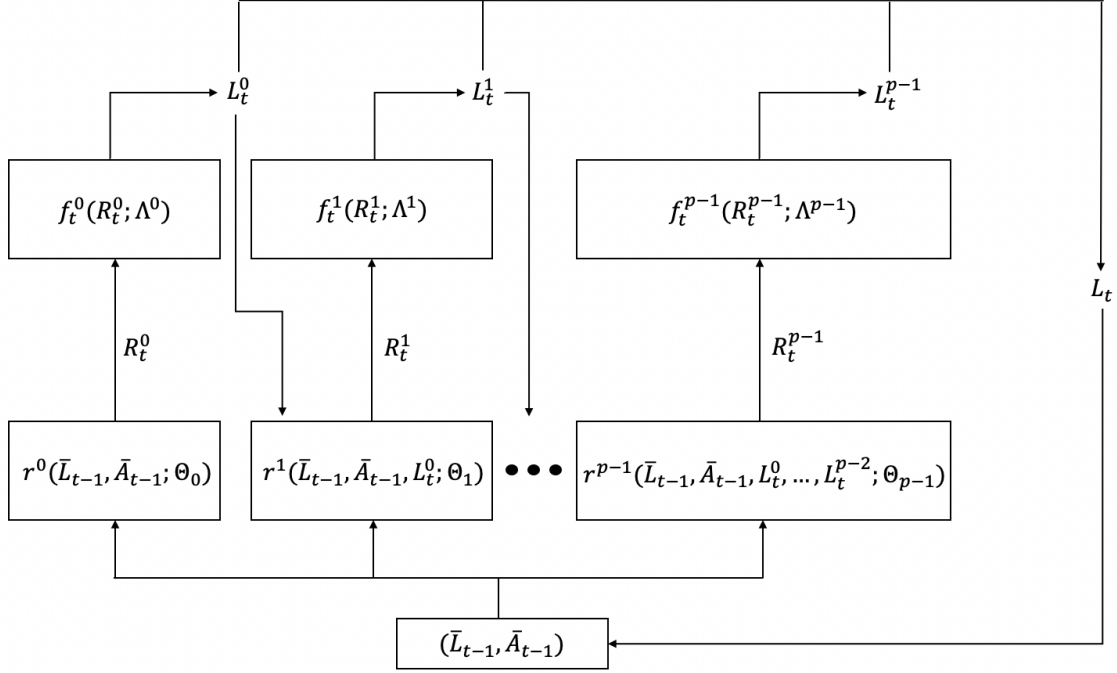 L_t^0
L_t^1
L_t^{p-1}
f_t^0(R_t^0; Λ^0)
f_t^1(R_t^1; Λ^1)
f_t^{p-1}(R_t^{p-1}; Λ^{p-1})
L_t
R_t^0
R_t^1
R_t^{p-1}
r^0(L̄_{t-1}, Ā_{t-1}; Θ_0)
r^1(L̄_{t-1}, Ā_{t-1}, L_t^0; Θ_1)
r^{p-1}(L̄_{t-1}, Ā_{t-1}, L_t^0, …, L_t^{p-2}; Θ_{p-1})
(L̄_{t-1}, Ā_{t-1})